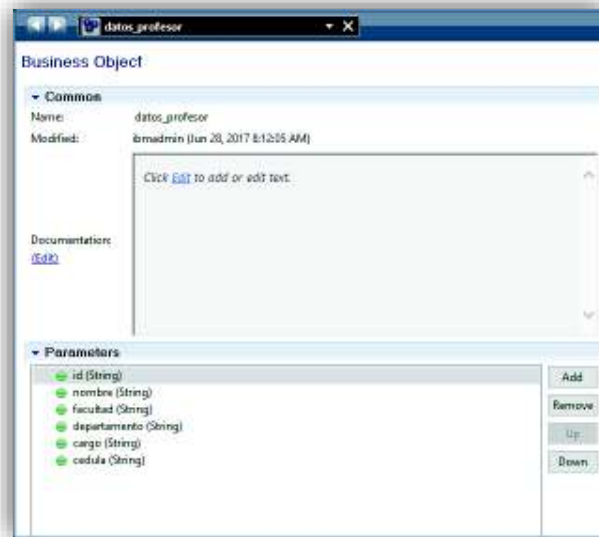 datos_profesor
Business Object
Common
Name: datos_profesor
Modified: ibmadmin (Jun 28, 2017 8:12:05 AM)
Click Edit to add or edit text.
Documentation:
(Edit)
Parameters
id (String)
nombre (String)
facultad (String)
departamento (String)
cargo (String)
cedula (String)
Add
Remove
Up
Down